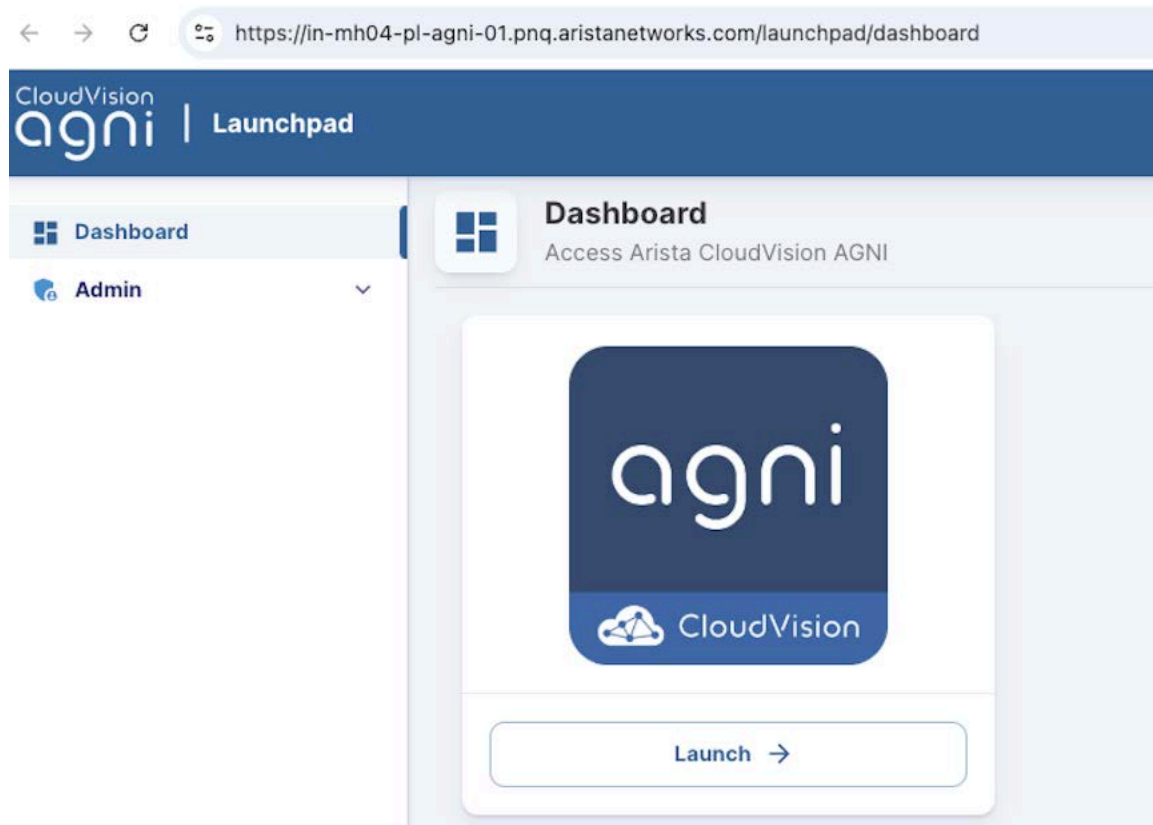 https://in-mh04-pl-agni-01.pnq.aristanetworks.com/launchpad/dashboard
CloudVision
agni | Launchpad
Dashboard
Admin
Dashboard
Access Arista CloudVision AGNI
agni
CloudVision
Launch →